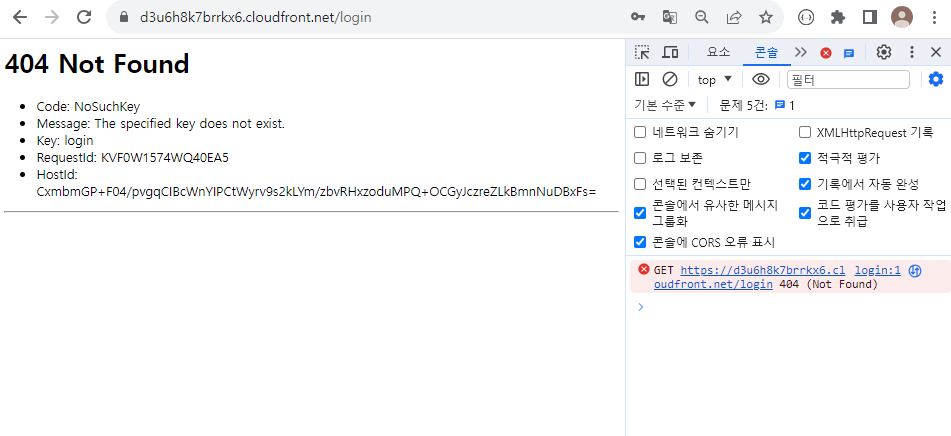 d3u6h8k7brrkx6.cloudfront.net/login
404 Not Found
Code: NoSuchKey
Message: The specified key does not exist.
Key: login
RequestId: KVF0W1574WQ40EA5
HostId:
CxmbmGP+F04/pvgqCIBcWnYIPCtWyrv9s2kLYm/zbvRHxzoduMPQ+OCGyJczreZLkBmnNuDBxFs=
요소
콘솔
top
필터
기본 수준
문제 5건:
1
네트워크 숨기기
XMLHttpRequest 기록
로그 보존
적극적 평가
선택된 컨텍스트만
기록에서 자동 완성
콘솔에서 유사한 메시지
그룹화
코드 평가를 사용자 작업
으로 취급
콘솔에 CORS 오류 표시
GET https://d3u6h8k7brrkx6.cl login:1
oudfront.net/login 404 (Not Found)